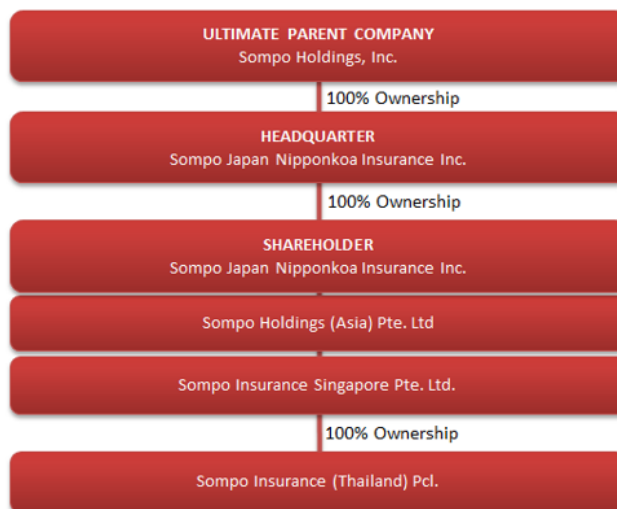 ULTIMATE PARENT COMPANY
Sompo Holdings, Inc.
100% Ownership
HEADQUARTER
Sompo Japan Nipponkoa Insurance Inc.
100% Ownership
SHAREHOLDER
Sompo Japan Nipponkoa Insurance Inc.
Sompo Holdings (Asia) Pte. Ltd
Sompo Insurance Singapore Pte. Ltd.
100% Ownership
Sompo Insurance (Thailand) Pcl.